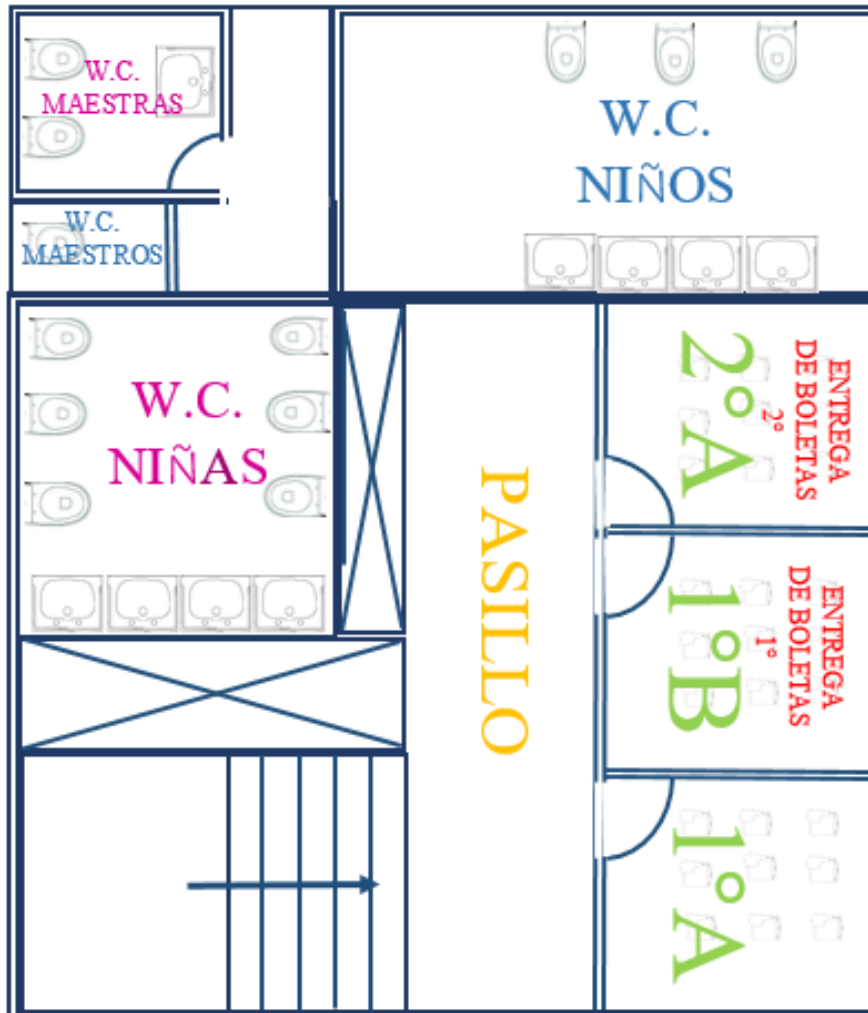 W.C.
MAESTRAS
W.C.
NIÑOS
W.C.
MAESTROS
W.C.
NIÑAS
PASILLO
2°A
ENTREGA
DE BOLETAS
2°
1°B
ENTREGA
DE BOLETAS
1°
1°A